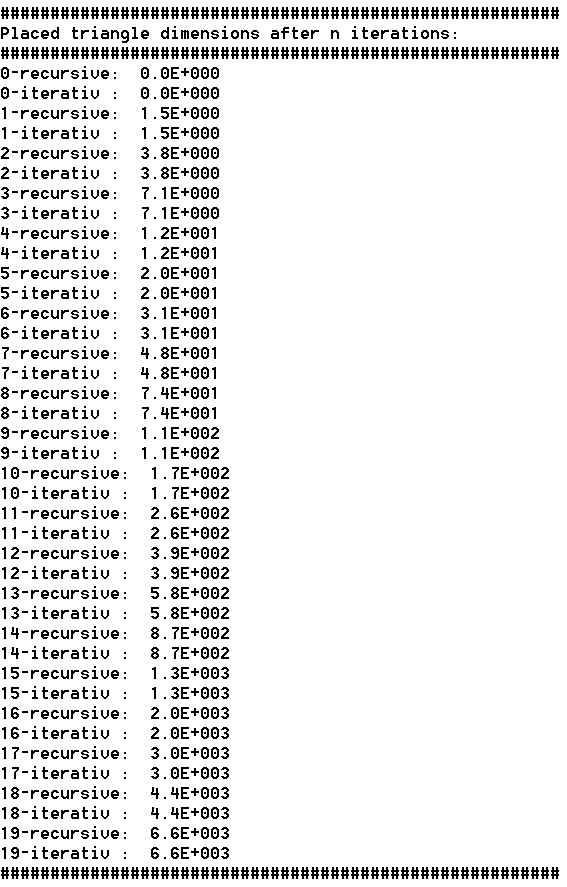 ########################################################
Placed triangle dimensions after n iterations:
########################################################
0-recursive:  0.0E+000
0-iterativ :  0.0E+000
1-recursive:  1.5E+000
1-iterativ :  1.5E+000
2-recursive:  3.8E+000
2-iterativ :  3.8E+000
3-recursive:  7.1E+000
3-iterativ :  7.1E+000
4-recursive:  1.2E+001
4-iterativ :  1.2E+001
5-recursive:  2.0E+001
5-iterativ :  2.0E+001
6-recursive:  3.1E+001
6-iterativ :  3.1E+001
7-recursive:  4.8E+001
7-iterativ :  4.8E+001
8-recursive:  7.4E+001
8-iterativ :  7.4E+001
9-recursive:  1.1E+002
9-iterativ :  1.1E+002
10-recursive:  1.7E+002
10-iterativ :  1.7E+002
11-recursive:  2.6E+002
11-iterativ :  2.6E+002
12-recursive:  3.9E+002
12-iterativ :  3.9E+002
13-recursive:  5.8E+002
13-iterativ :  5.8E+002
14-recursive:  8.7E+002
14-iterativ :  8.7E+002
15-recursive:  1.3E+003
15-iterativ :  1.3E+003
16-recursive:  2.0E+003
16-iterativ :  2.0E+003
17-recursive:  3.0E+003
17-iterativ :  3.0E+003
18-recursive:  4.4E+003
18-iterativ :  4.4E+003
19-recursive:  6.6E+003
19-iterativ :  6.6E+003
########################################################